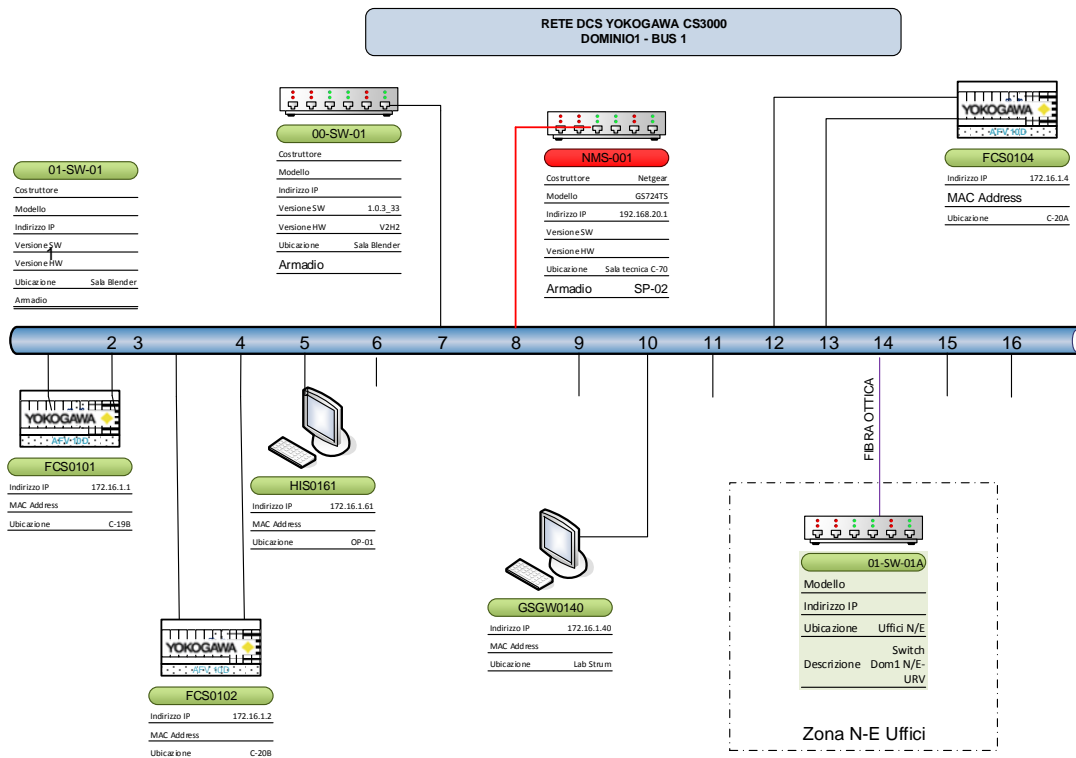 RETE DCS YOKOGAWA CS3000
DOMINIO1 - BUS 1
01-SW-01
Costruttore
Modello
Indirizzo IP
Versione SW
1
Versione HW
Ubicazione Sala Blender
Armadio
00-SW-01
Costruttore
Modello
Indirizzo IP
Versione SW 1.0.3_33
Versione HW V2H2
Ubicazione Sala Blender
Armadio
NMS-001
Costruttore Netgear
Modello GS724TS
Indirizzo IP 192.168.20.1
Versione SW
Versione HW
Ubicazione Sala tecnica C-70
Armadio SP-02
YOKOGAWA
FCS0104
Indirizzo IP 172.16.1.4
MAC Address
Ubicazione C-20A
2 3 4 5 6 7 8 9 10 11 12 13 14 15 16
YOKOGAWA
FCS0101
Indirizzo IP 172.16.1.1
MAC Address
Ubicazione C-19B
HIS0161
Indirizzo IP 172.16.1.61
MAC Address
Ubicazione OP-01
YOKOGAWA
FCS0102
Indirizzo IP 172.16.1.2
MAC Address
Ubicazione C-20B
GSGW0140
Indirizzo IP 172.16.1.40
MAC Address
Ubicazione Lab Strum
FIBRA OTTICA
01-SW-01A
Modello
Indirizzo IP
Ubicazione Uffici N/E
Switch
Descrizione Dom1 N/E-
URV
Zona N-E Uffici